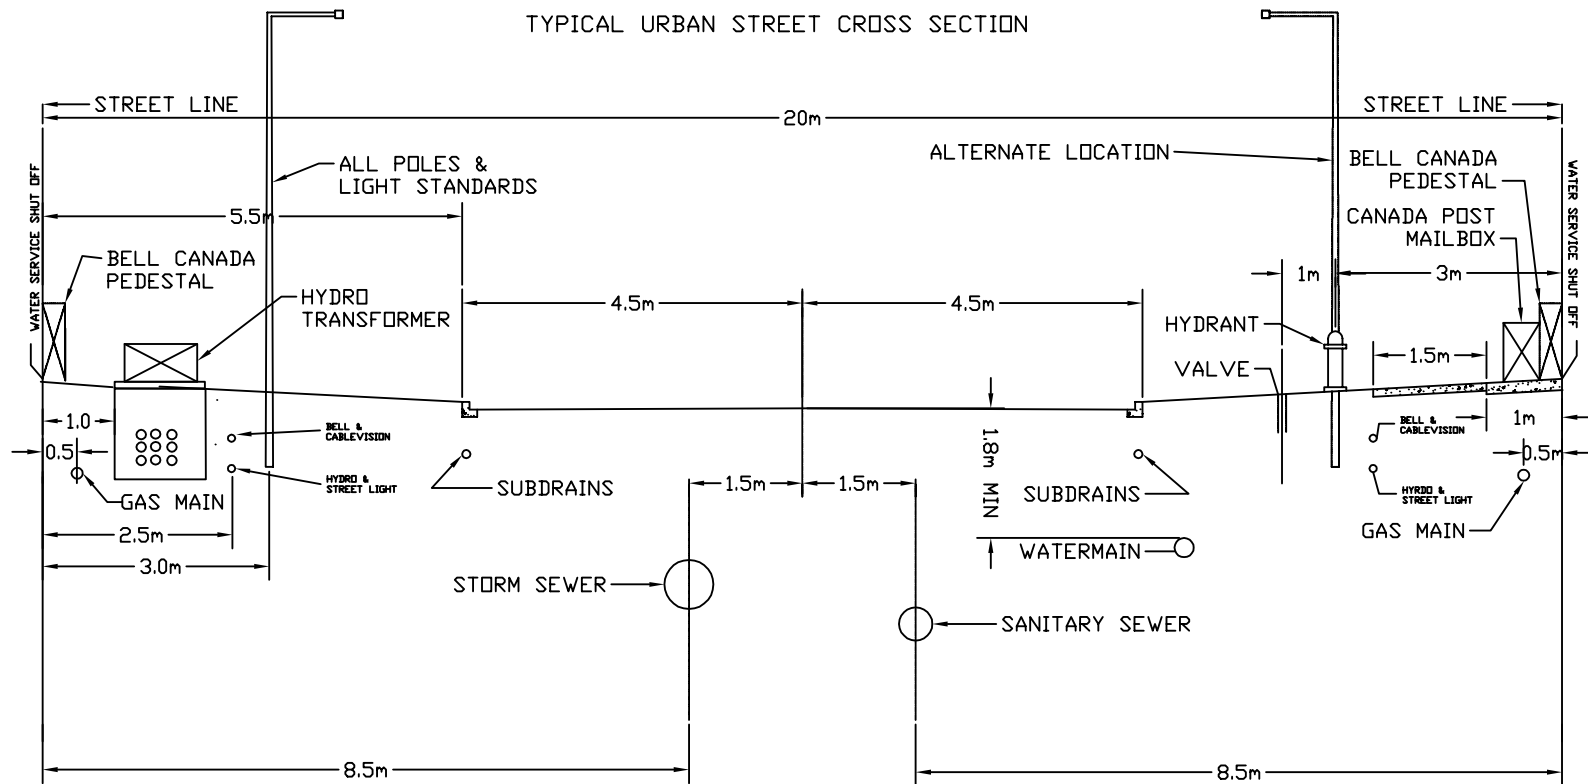 TYPICAL URBAN STREET CROSS SECTION
STREET LINE
STREET LINE
20m
ALL POLES &
LIGHT STANDARDS
ALTERNATE LOCATION
BELL CANADA
PEDESTAL
WATER SERVICE SHUT OFF
WATER SERVICE SHUT OFF
5.5m
CANADA POST
MAILBOX
BELL CANADA
PEDESTAL
1m
3m
HYDRO
TRANSFORMER
4.5m
4.5m
HYDRANT
1.5m
VALVE
1.0
1m
BELL &
CABLEVISION
BELL &
CABLEVISION
0.5
0.5m
1.8m MIN
HYDRO &
STREET LIGHT
SUBDRAINS
1.5m
1.5m
SUBDRAINS
HYRDO &
STREET LIGHT
GAS MAIN
GAS MAIN
2.5m
WATERMAIN
3.0m
STORM SEWER
SANITARY SEWER
8.5m
8.5m